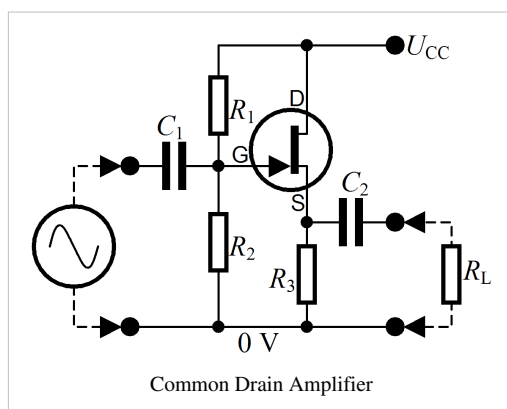 U_CC
D
R_1
C_1
G
C_2
S
R_2
R_3
R_L
0 V
Common Drain Amplifier